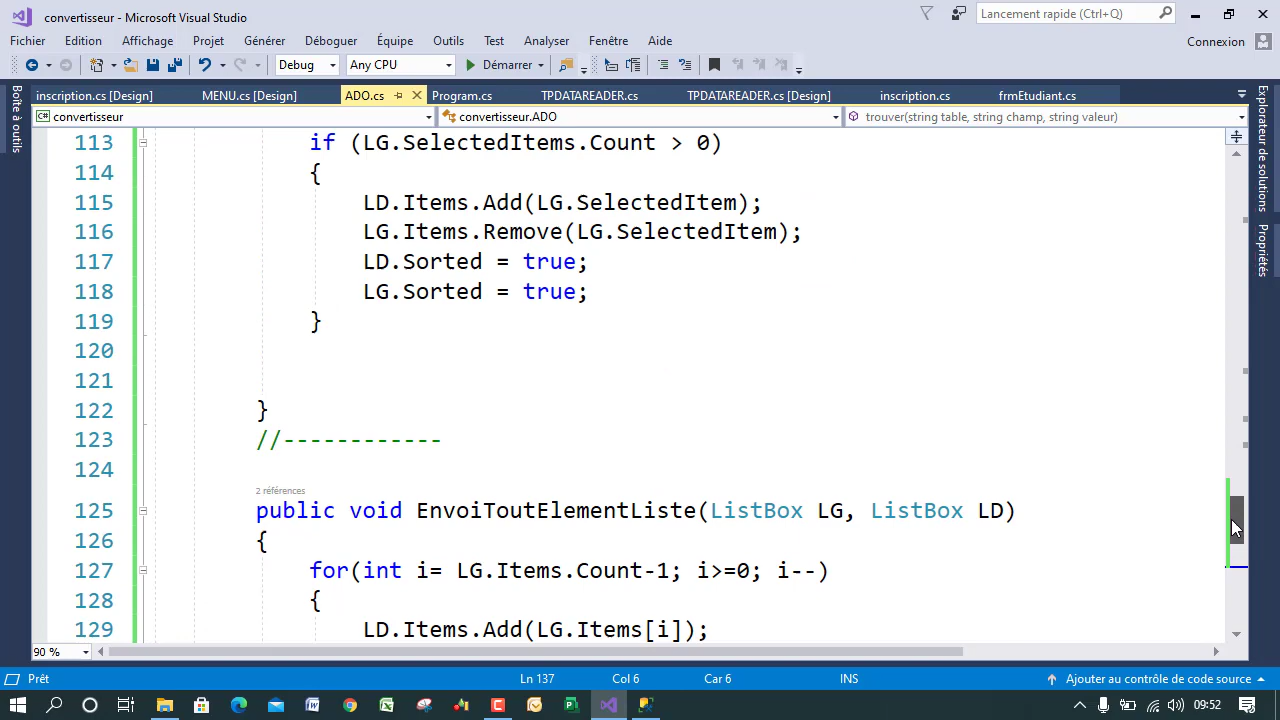 convertisseur - Microsoft Visual Studio
Lancement rapide (Ctrl+Q)
Fichier Edition Affichage Projet Générer Déboguer Équipe Outils Test Analyser Fenêtre Aide Connexion
Debug Any CPU Démarrer
inscription.cs [Design] MENU.cs [Design] ADO.cs Program.cs TPDATAREADER.cs TPDATAREADER.cs [Design] inscription.cs frmEtudiant.cs
convertisseur convertisseur.ADO trouver(string table, string champ, string valeur)
Boîte à outils
Explorateur de solutions
Propriétés
113 if (LG.SelectedItems.Count > 0)
114 {
115 LD.Items.Add(LG.SelectedItem);
116 LG.Items.Remove(LG.SelectedItem);
117 LD.Sorted = true;
118 LG.Sorted = true;
119 }
120
121
122 }
123 //------------
124
2 références
125 public void EnvoiToutElementListe(ListBox LG, ListBox LD)
126 {
127 for(int i= LG.Items.Count-1; i>=0; i--)
128 {
129 LD.Items.Add(LG.Items[i]);
90 %
Prêt Ln 137 Col 6 Car 6 INS Ajouter au contrôle de code source
09:52